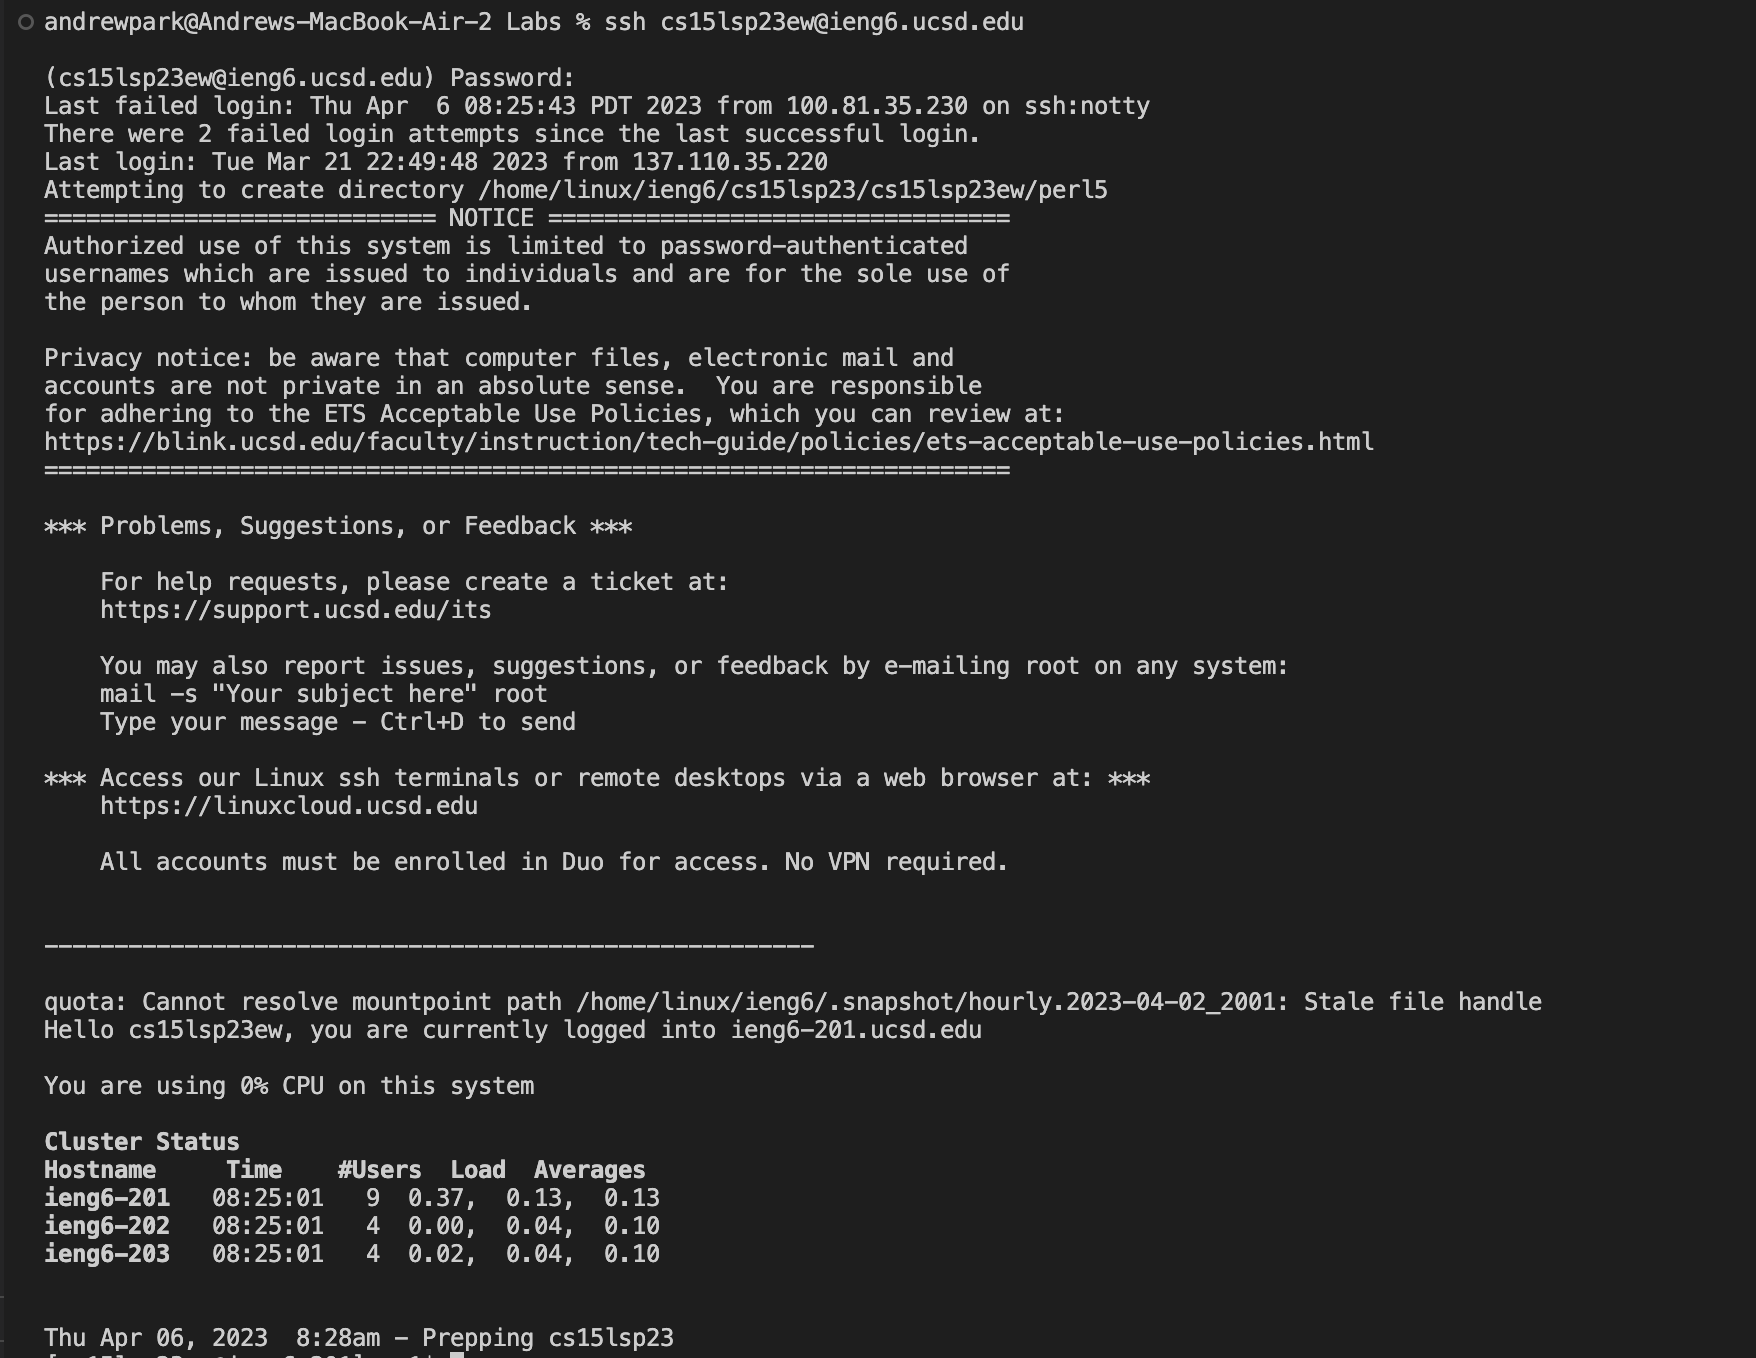 andrewpark@Andrews-MacBook-Air-2 Labs % ssh cs15lsp23ew@ieng6.ucsd.edu
(cs15lsp23ew@ieng6.ucsd.edu) Password:
Last failed login: Thu Apr  6 08:25:43 PDT 2023 from 100.81.35.230 on ssh:notty
There were 2 failed login attempts since the last successful login.
Last login: Tue Mar 21 22:49:48 2023 from 137.110.35.220
Attempting to create directory /home/linux/ieng6/cs15lsp23/cs15lsp23ew/perl5
============================ NOTICE =================================
Authorized use of this system is limited to password-authenticated
usernames which are issued to individuals and are for the sole use of
the person to whom they are issued.
Privacy notice: be aware that computer files, electronic mail and
accounts are not private in an absolute sense.  You are responsible
for adhering to the ETS Acceptable Use Policies, which you can review at:
https://blink.ucsd.edu/faculty/instruction/tech-guide/policies/ets-acceptable-use-policies.html
=====================================================================
*** Problems, Suggestions, or Feedback ***
For help requests, please create a ticket at:
https://support.ucsd.edu/its
You may also report issues, suggestions, or feedback by e-mailing root on any system:
mail -s "Your subject here" root
Type your message - Ctrl+D to send
*** Access our Linux ssh terminals or remote desktops via a web browser at: ***
https://linuxcloud.ucsd.edu
All accounts must be enrolled in Duo for access. No VPN required.
-------------------------------------------------------
quota: Cannot resolve mountpoint path /home/linux/ieng6/.snapshot/hourly.2023-04-02_2001: Stale file handle
Hello cs15lsp23ew, you are currently logged into ieng6-201.ucsd.edu
You are using 0% CPU on this system
Cluster Status
Hostname     Time    #Users  Load  Averages
ieng6-201   08:25:01   9  0.37,  0.13,  0.13
ieng6-202   08:25:01   4  0.00,  0.04,  0.10
ieng6-203   08:25:01   4  0.02,  0.04,  0.10
Thu Apr 06, 2023  8:28am - Prepping cs15lsp23